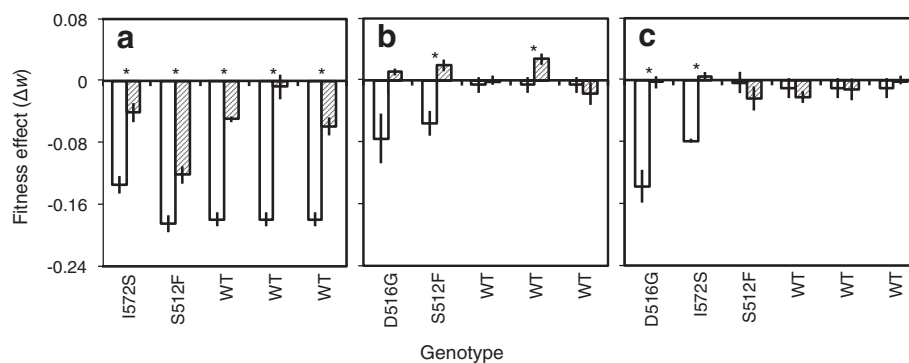 0.08
0
-0.08
-0.16
-0.24
Fitness effect (Δw)
a
* * * * *
I572S
S512F
WT
WT
WT
b
* *
D516G
S512F
WT
WT
WT
c
* *
D516G
I572S
S512F
WT
WT
WT
Genotype